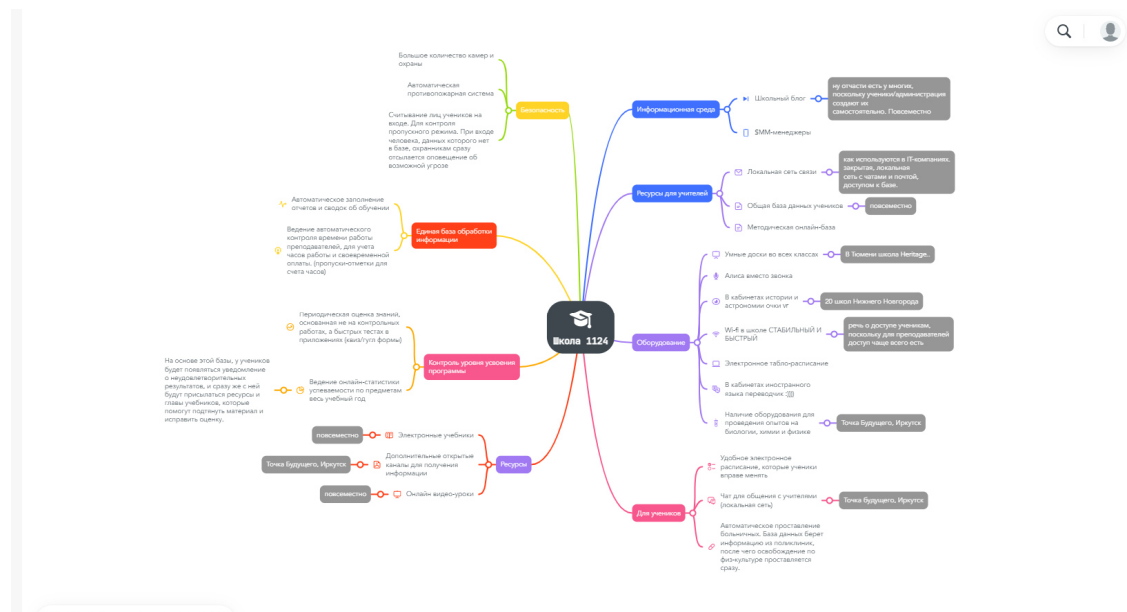 Большое количество камер и
охраны
Автоматическая
противопожарная система
Считывание лиц учеников на
входе. Для контроля
пропускного режима. При входе
человека, данных которого нет
в базе, охранникам сразу
отсылается оповещение об
возможной угрозе
Безопасность
Автоматическое заполнение
отчетов и сводок об обучении
Ведение автоматического
контроля времени работы
преподавателей, для учета
часов работы и своевременной
оплаты. (пропуски-отметки для
счета часов)
Единая база обработки
информации
Периодическая оценка знаний,
основанная не на контрольных
работах, а быстрых тестах в
приложениях (квиз/гугл формы)
На основе этой базы, у учеников
будет появляться уведомление
о неудовлетворительных
результатов, и сразу же с ней
будут присылаться ресурсы и
главы учебников, которые
помогут подтянуть материал и
исправить оценку.
Ведение онлайн-статистики
успеваемости по предметам
весь учебный год
Контроль уровня усвоения
программы
повсеместно
Электронные учебники
Точка Будущего, Иркутск
Дополнительные открытые
каналы для получения
информации
повсеместно
Онлайн видео-уроки
Ресурсы
Школа 1124
Информационная среда
Школьный блог
ну отчасти есть у многих,
поскольку ученики/администрация
создают их
самостоятельно. Повсеместно
$ММ-менеджеры
Ресурсы для учителей
Локальная сеть связи
как используются в IT-компаниях.
закрытая, локальная
сеть с чатами и почтой,
доступом к базе.
Общая база данных учеников
повсеместно
Методическая онлайн-база
Оборудование
Умные доски во всех классах
В Тюмени школа Heritage..
Алиса вместо звонка
В кабинетах истории и
астрономии очки vr
20 школ Нижнего Новгорода
Wi-fi в школе СТАБИЛЬНЫЙ И
БЫСТРЫЙ
речь о доступе ученикам,
поскольку для преподавателей
доступ чаще всего есть
Электронное табло-расписание
В кабинетах иностранного
языка переводчик :))))
Наличие оборудования для
проведения опытов на
биологии, химии и физике
Точка Будущего, Иркутск
Для учеников
Удобное электронное
расписание, которые ученики
вправе менять
Чат для общения с учителями
(локальная сеть)
Точка будущего, Иркутск
Автоматическое проставление
больничных. База данных берет
информацию из поликлиник,
после чего освобождение по
физ-культуре проставляется
сразу.